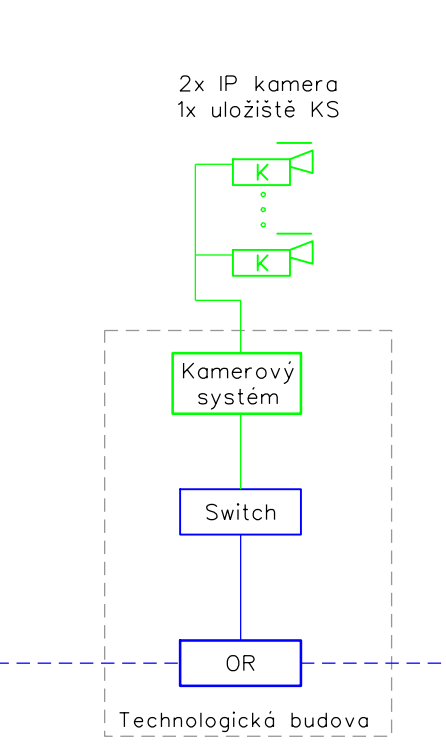 2x IP kamera
1x uložiště KS
K
K
Kamerový
systém
Switch
OR
Technologická budova